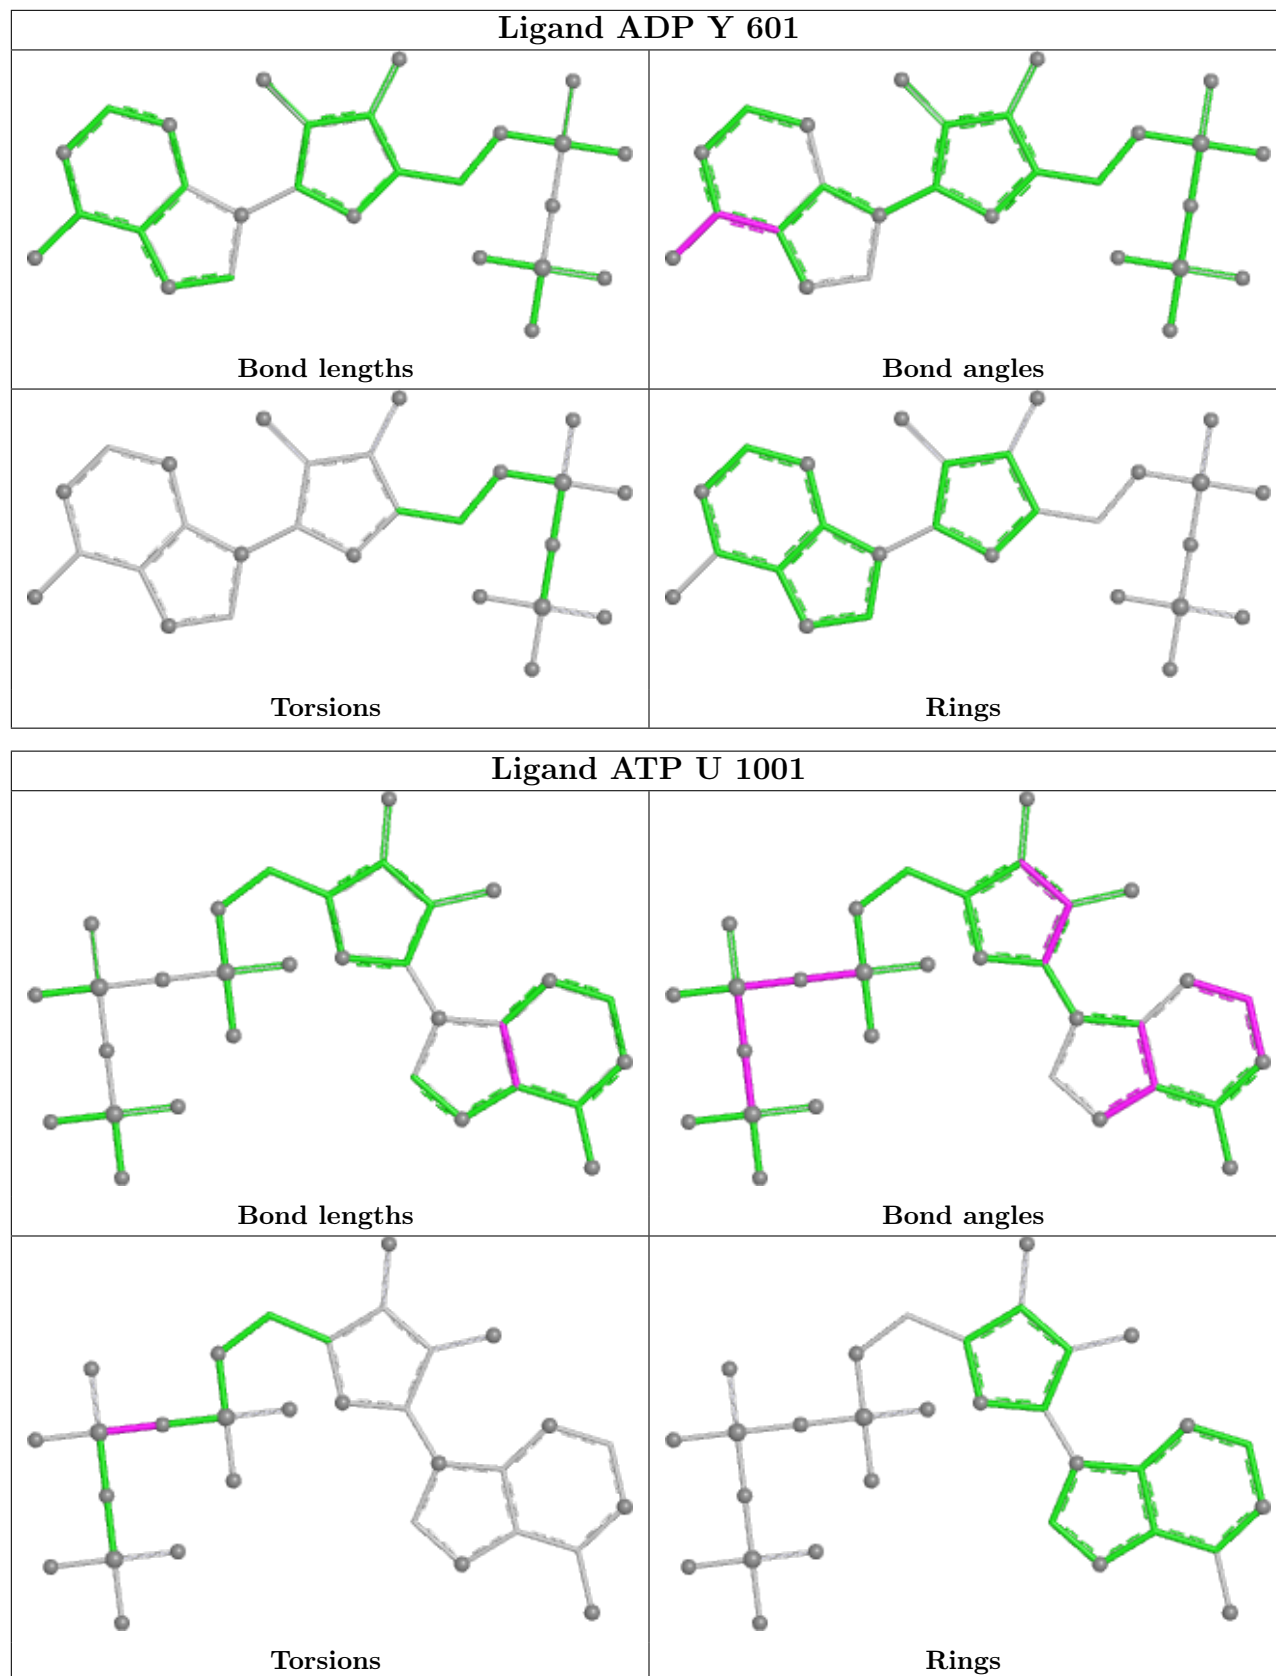 Ligand ADP Y 601
Bond lengths
Bond angles
Torsions
Rings
Ligand ATP U 1001
Bond lengths
Bond angles
Torsions
Rings